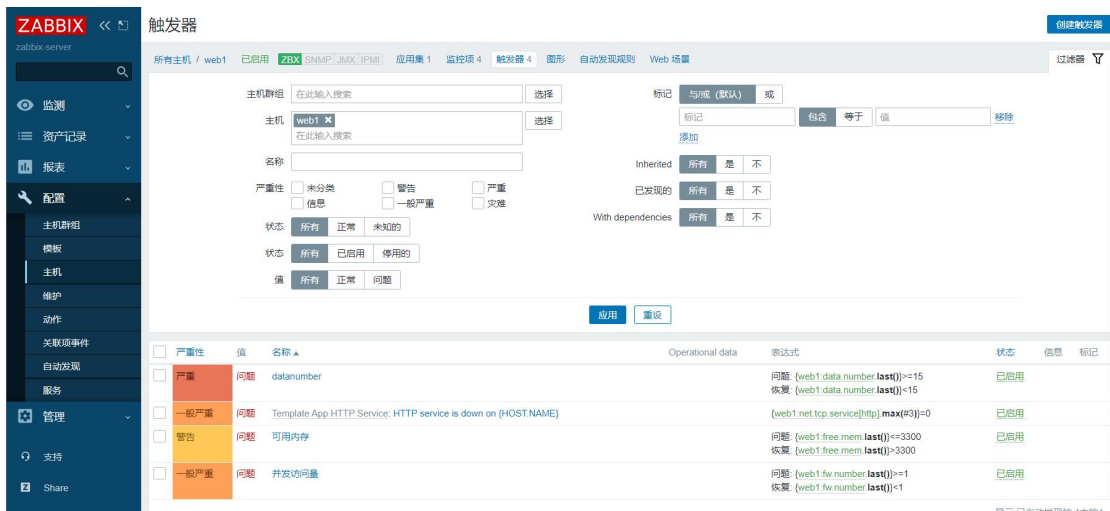 ZABBIX
zabbix-server
监测
资产记录
报表
配置
主机群组
模板
主机
维护
动作
关联项事件
自动发现
服务
管理
支持
Z Share
触发器 创建触发器
所有主机 / web1 已启用 ZBX SNMP JMX IPMI 应用集 1 监控项 4 触发器 4 图形 自动发现规则 Web 场景 过滤器
主机群组 在此输入搜索 选择
主机 web1 选择
在此输入搜索
名称
严重性 未分类 警告 严重
信息 一般严重 灾难
状态 所有 正常 未知的
状态 所有 已启用 停用的
值 所有 正常 问题
标记 与/或 (默认) 或
标记 包含 等于 值 移除
添加
Inherited 所有 是 不
已发现的 所有 是 不
With dependencies 所有 是 不
应用 重设
严重性 值 名称 Operational data 表达式 状态 信息 标记
严重 问题 datanumber 问题: {web1:data.number.last()}>=15 已启用
恢复: {web1:data.number.last()}<15
一般严重 问题 Template App HTTP Service: HTTP service is down on {HOST.NAME} {web1:net.tcp.service[http].max(#3)}=0 已启用
警告 问题 可用内存 问题: {web1:free.mem.last()}<=3300 已启用
恢复: {web1:free.mem.last()}>3300
一般严重 问题 并发访问量 问题: {web1:fw.number.last()}>=1 已启用
恢复: {web1:fw.number.last()}<1